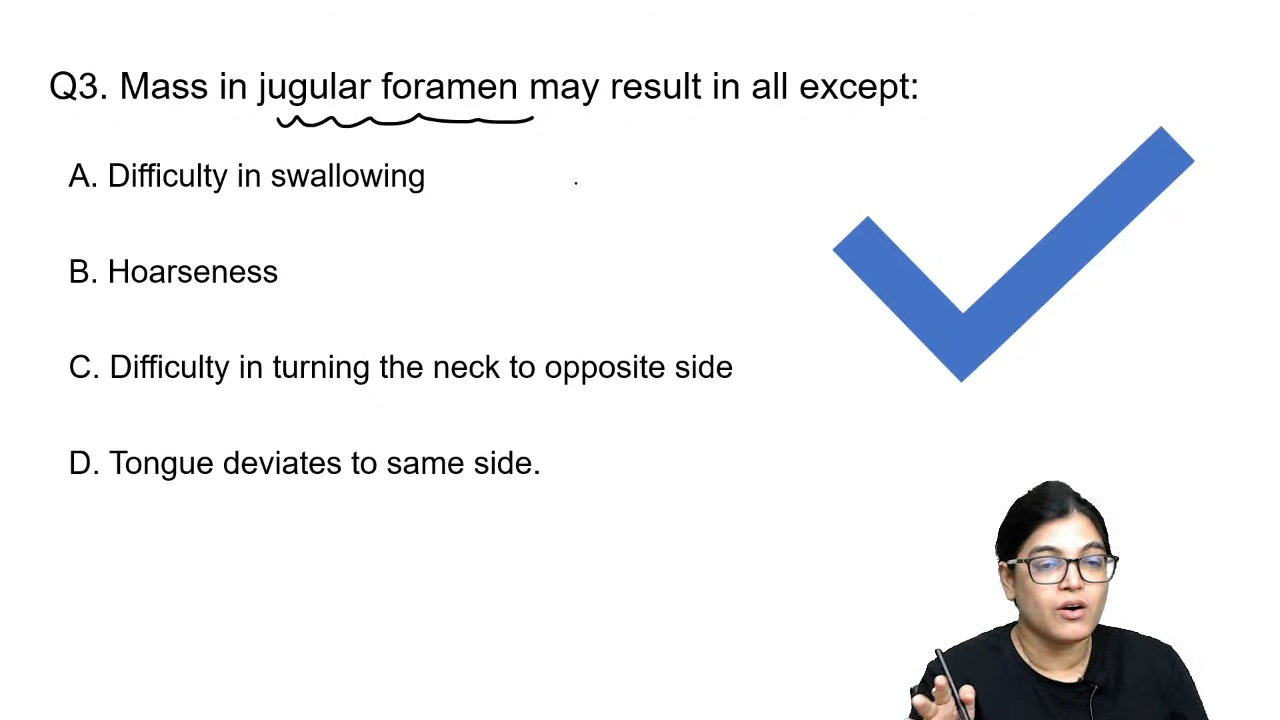 Q3. Mass in jugular foramen may result in all except:
A. Difficulty in swallowing
B. Hoarseness
C. Difficulty in turning the neck to opposite side
D. Tongue deviates to same side.